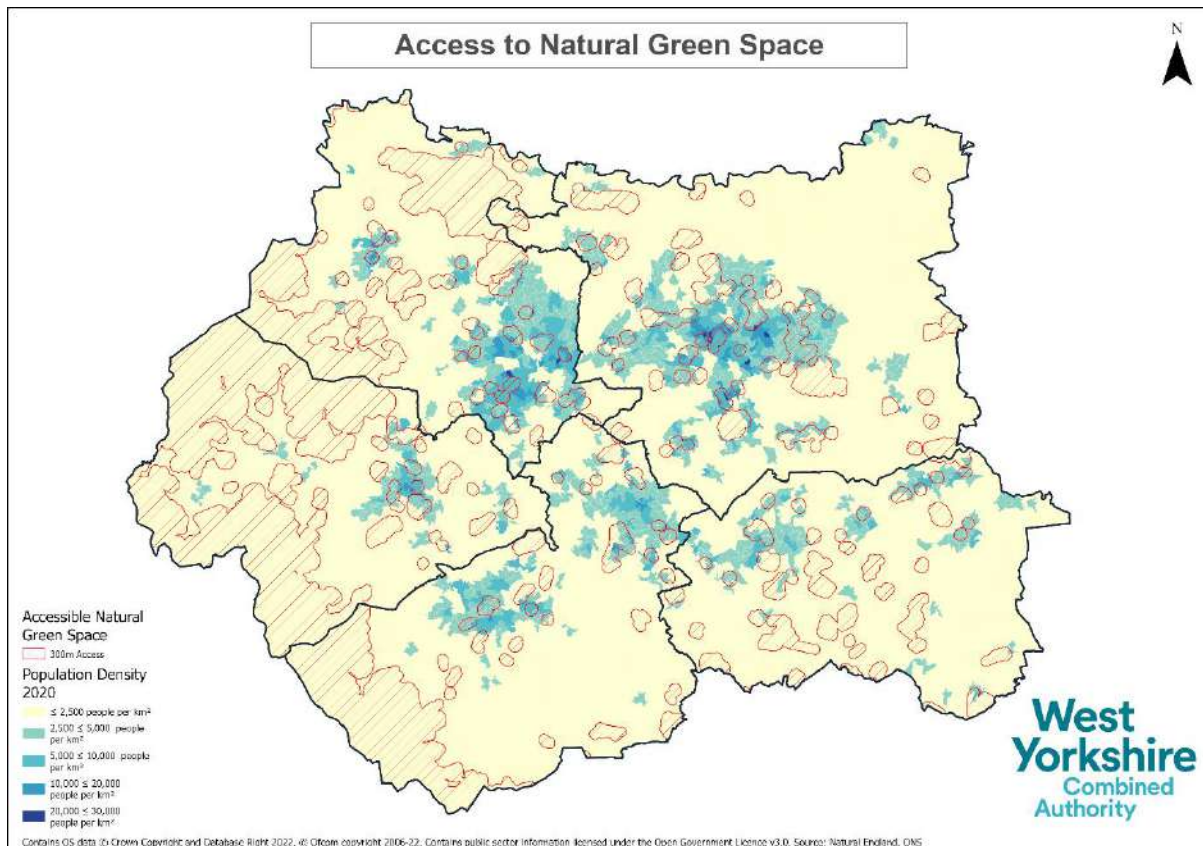 Access to Natural Green Space
N
Accessible Natural
Green Space
300m Access
Population Density
2020
≤ 2,500 people per km²
2,500 ≤ 5,000 people
per km²
5,000 ≤ 10,000 people
per km²
10,000 ≤ 20,000
people per km²
20,000 ≤ 30,000
people per km²
West
Yorkshire
Combined
Authority
Contains OS data © Crown Copyright and Database Right 2022. © Ofcom copyright 2006-22. Contains public sector information licensed under the Open Government Licence v3.0. Source: Natural England, ONS